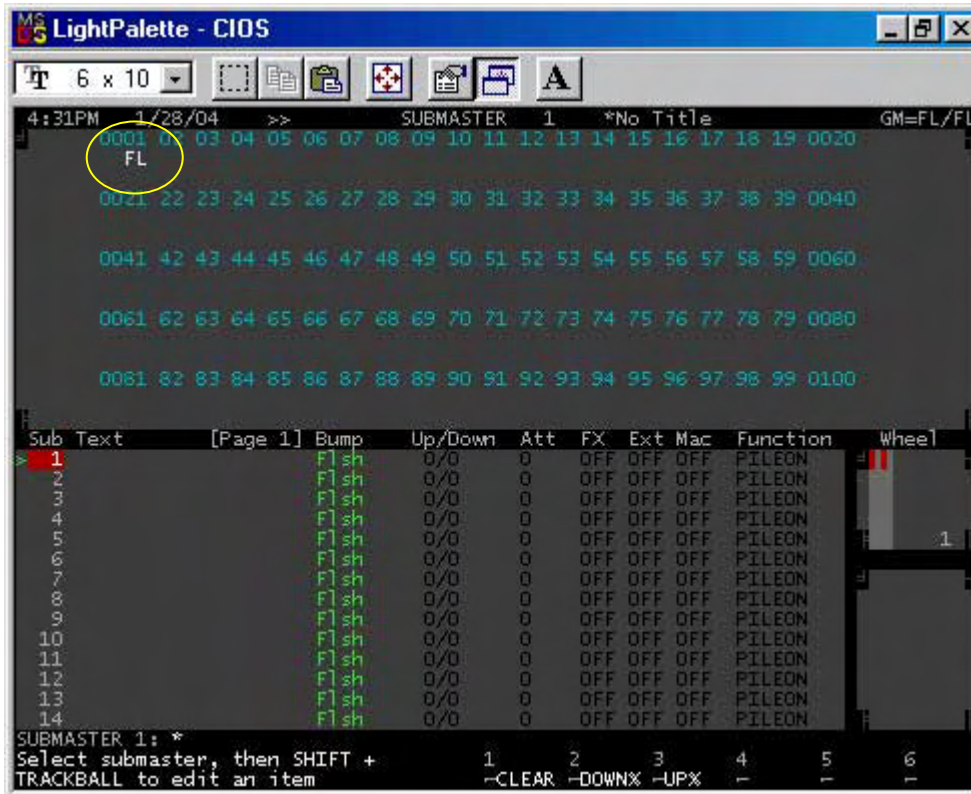 LightPalette - CIOS
6 x 10
4:31PM 1/28/04 >> SUBMASTER 1 *No Title GM=FL/FL
0001 02 03 04 05 06 07 08 09 10 11 12 13 14 15 16 17 18 19 0020
FL
0021 22 23 24 25 26 27 28 29 30 31 32 33 34 35 36 37 38 39 0040
0041 42 43 44 45 46 47 48 49 50 51 52 53 54 55 56 57 58 59 0060
0061 62 63 64 65 66 67 68 69 70 71 72 73 74 75 76 77 78 79 0080
0081 82 83 84 85 86 87 88 89 90 91 92 93 94 95 96 97 98 99 0100
Sub Text [Page 1] Bump Up/Down Att FX Ext Mac Function Wheel
> 1 Flsh 0/0 0 OFF OFF OFF PILEON
2 Flsh 0/0 0 OFF OFF OFF PILEON
3 Flsh 0/0 0 OFF OFF OFF PILEON
4 Flsh 0/0 0 OFF OFF OFF PILEON
5 Flsh 0/0 0 OFF OFF OFF PILEON 1
6 Flsh 0/0 0 OFF OFF OFF PILEON
7 Flsh 0/0 0 OFF OFF OFF PILEON
8 Flsh 0/0 0 OFF OFF OFF PILEON
9 Flsh 0/0 0 OFF OFF OFF PILEON
10 Flsh 0/0 0 OFF OFF OFF PILEON
11 Flsh 0/0 0 OFF OFF OFF PILEON
12 Flsh 0/0 0 OFF OFF OFF PILEON
13 Flsh 0/0 0 OFF OFF OFF PILEON
14 Flsh 0/0 0 OFF OFF OFF PILEON
SUBMASTER 1: *
Select submaster, then SHIFT + 1 2 3 4 5 6
TRACKBALL to edit an item CLEAR DOWN% UP%